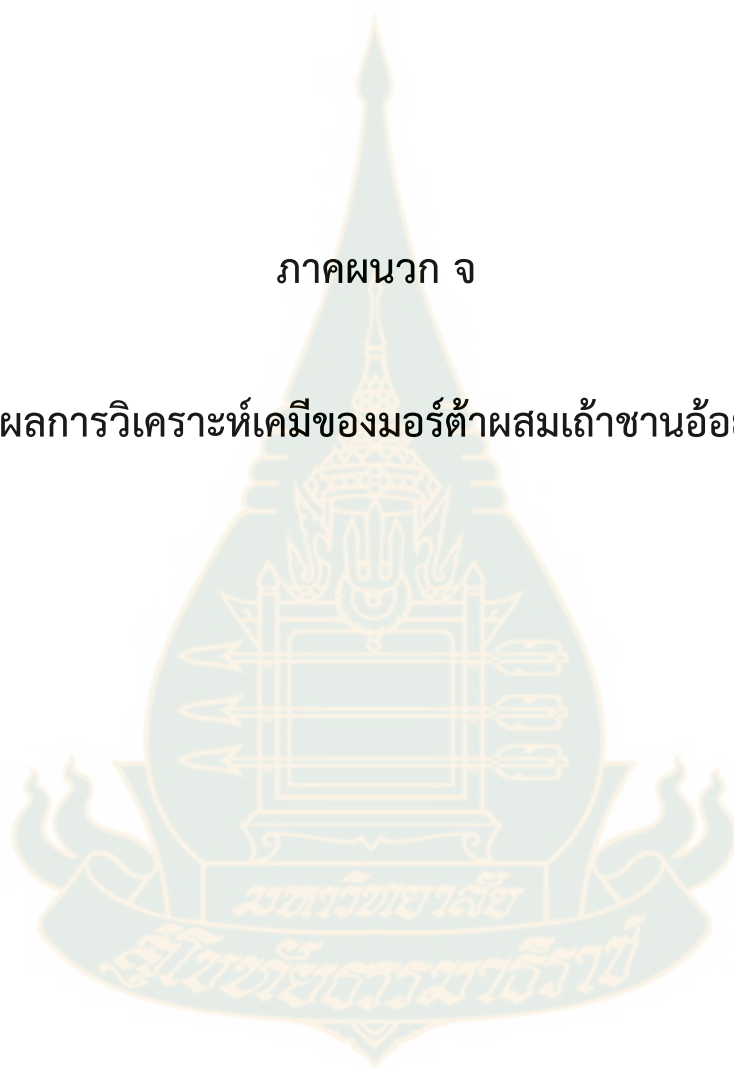 ภาคผนวก จ
ผลการวิเคราะห์เคมีของมอร์ต้าผสมเถ้าชานอ้อย
มหาวิทยาลัย
สุโขทัยธรรมาธิราช